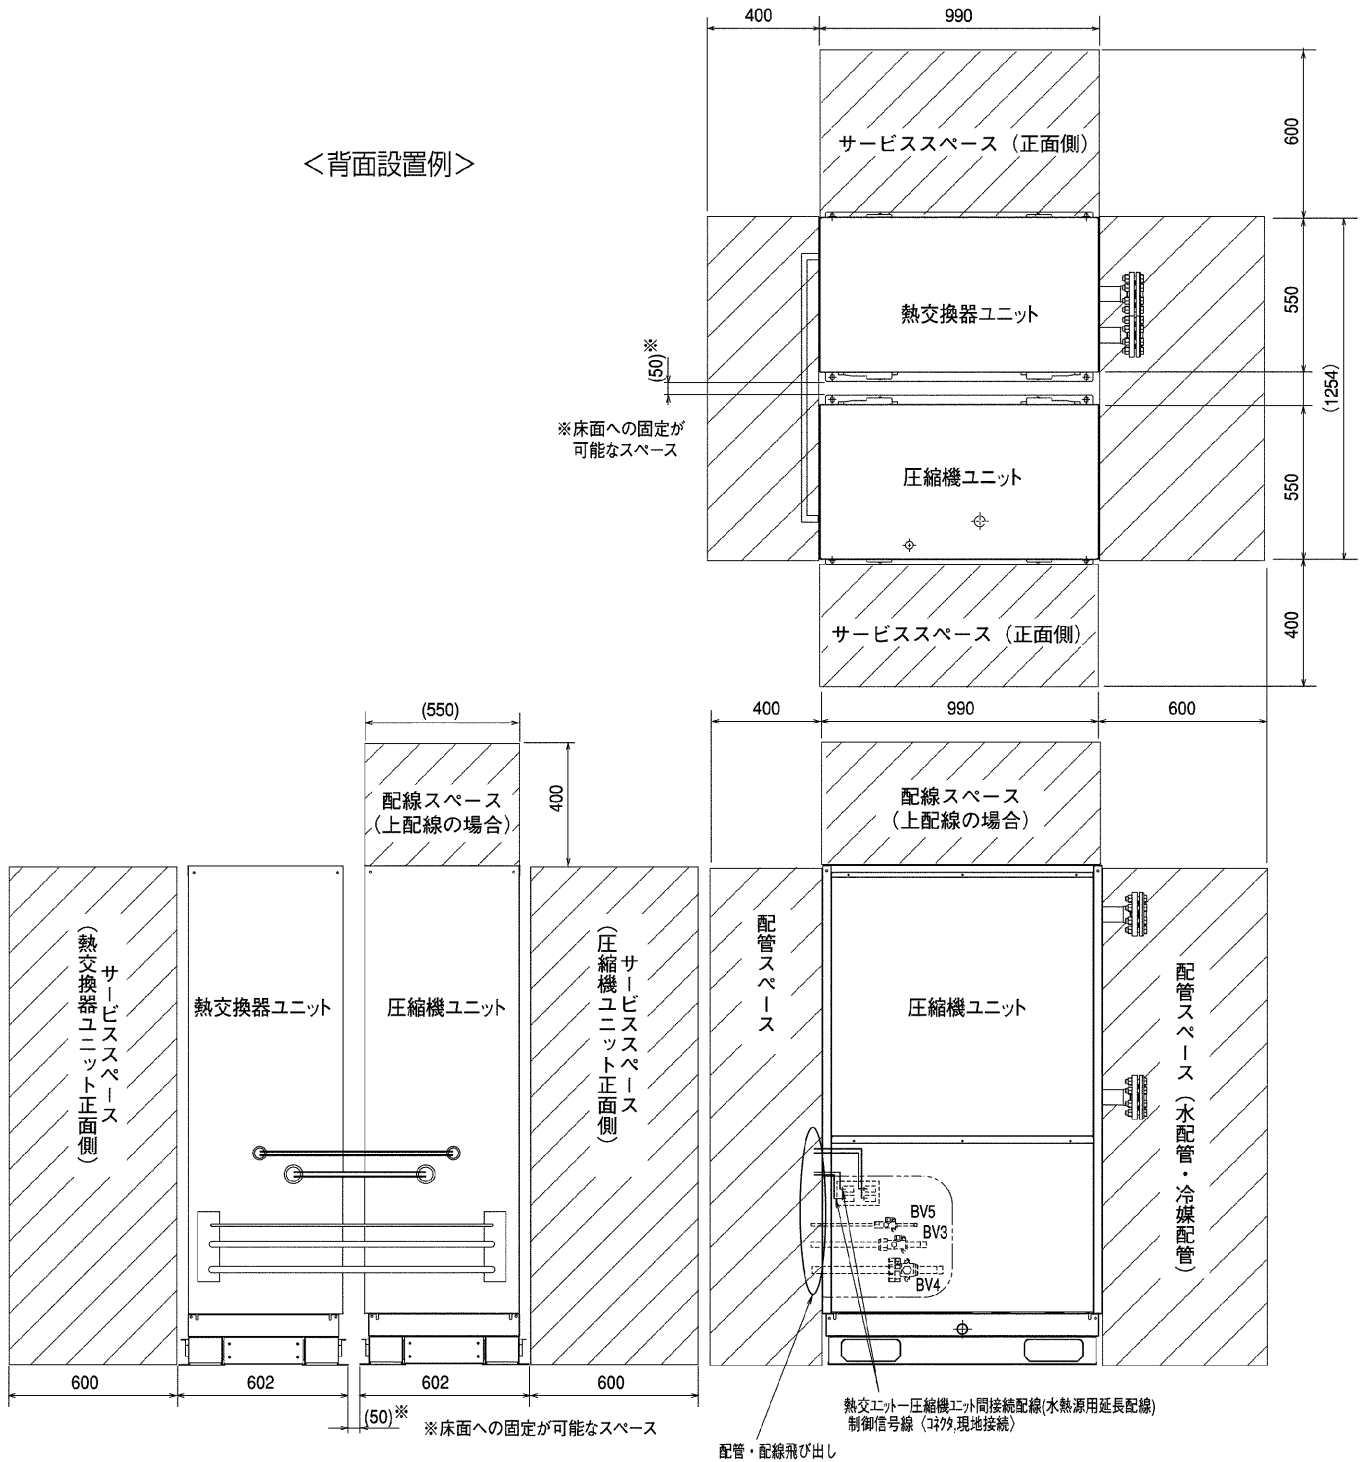 400
990
600
サービススペース（正面側）
＜背面設置例＞
熱交換器ユニット
550
(50)※
(1254)
※床面への固定が
可能なスペース
圧縮機ユニット
550
サービススペース（正面側）
400
(550)
400
990
600
配線スペース
（上配線の場合）
400
配線スペース
（上配線の場合）
サービススペース
（熱交換器ユニット正面側）
熱交換器ユニット
圧縮機ユニット
サービススペース
（圧縮機ユニット正面側）
配管スペース
圧縮機ユニット
配管スペース（水配管・冷媒配管）
BV5
BV3
BV4
600
602
602
600
(50)※
※床面への固定が可能なスペース
熱交ユニットー圧縮機ユニット間接続配線(水熱源用延長配線)
制御信号線〈コネクタ,現地接続〉
配管・配線飛び出し